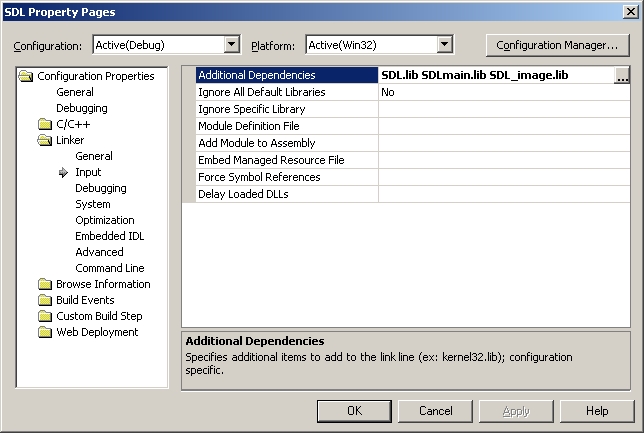 SDL Property Pages
Configuration: Active(Debug) Platform: Active(Win32) Configuration Manager...
Configuration Properties
General
Debugging
C/C++
Linker
General
Input
Debugging
System
Optimization
Embedded IDL
Advanced
Command Line
Browse Information
Build Events
Custom Build Step
Web Deployment
Additional Dependencies SDL.lib SDLmain.lib SDL_image.lib ...
Ignore All Default Libraries No
Ignore Specific Library
Module Definition File
Add Module to Assembly
Embed Managed Resource File
Force Symbol References
Delay Loaded DLLs
Additional Dependencies
Specifies additional items to add to the link line (ex: kernel32.lib); configuration
specific.
OK Cancel Apply Help